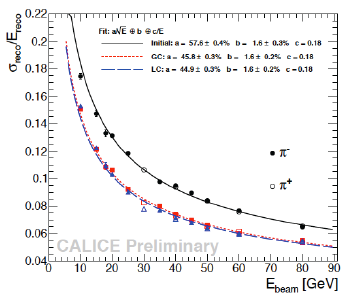 σreco/Ereco
0.22
0.2
0.18
0.16
0.14
0.12
0.1
0.08
0.06
0.04
Fit: a/√E ⊕ b ⊕ c/E
Initial: a = 57.6± 0.4% b = 1.6± 0.3% c = 0.18
GC: a = 45.8± 0.3% b = 1.6± 0.2% c = 0.18
LC: a = 44.9± 0.3% b = 1.6± 0.2% c = 0.18
π-
π+
CALICE Preliminary
0 10 20 30 40 50 60 70 80 90
Ebeam [GeV]